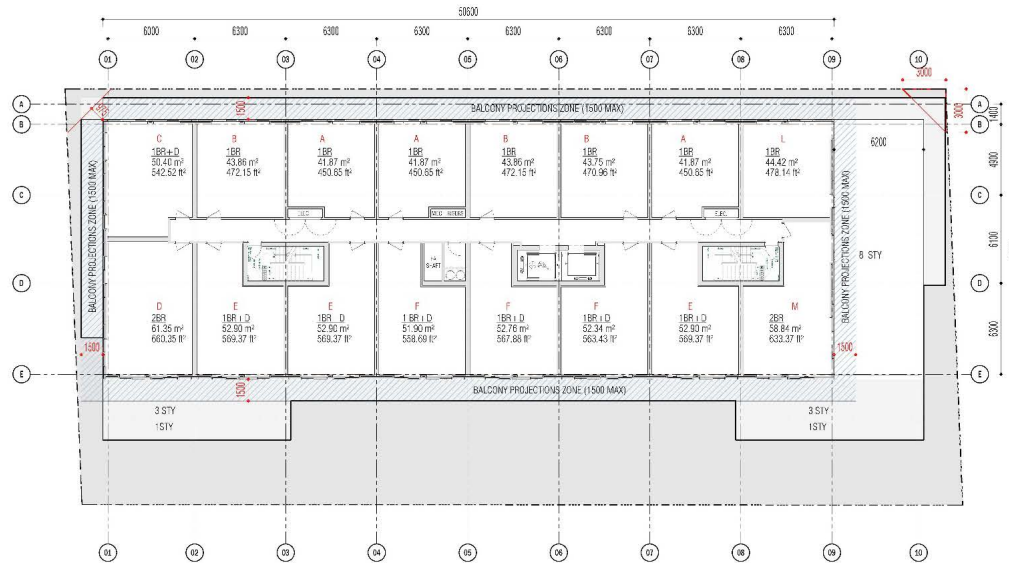 50600
6300 6300 6300 6300 6300 6300 6300 6300
01 02 03 04 05 06 07 08 09 10
3000
A A
1500
BALCONY PROJECTIONS ZONE (1500 MAX)
3000
1400
B B
6200
C B A A B B A L
1BR+D 1BR 1BR 1BR 1BR 1BR 1BR 1BR
50.40 m² 43.86 m² 41.87 m² 41.87 m² 43.86 m² 43.75 m² 41.87 m² 44.42 m²
542.52 ft² 472.15 ft² 450.65 ft² 450.65 ft² 472.15 ft² 470.96 ft² 450.65 ft² 478.14 ft²
4900
C C
BALCONY PROJECTIONS ZONE (1500 MAX)
BALCONY PROJECTIONS ZONE (1500 MAX)
ELEC ELEC
6100
SHAFT
8 STY
D D
D E E F F F E M
2BR 1BR+D 1BR D 1 BR+D 1BR+D 1BR+D 1BR+D 2BR
61.35 m² 52.90 m² 52.90 m² 51.90 m² 52.76 m² 52.34 m² 52.90 m² 58.84 m²
660.35 ft² 569.37 ft² 569.37 ft² 558.69 ft² 567.88 ft² 563.43 ft² 569.37 ft² 633.37 ft²
6300
1500 1500
E E
1500
BALCONY PROJECTIONS ZONE (1500 MAX)
3 STY 3 STY
1STY 1STY
01 02 03 04 05 06 07 08 09 10